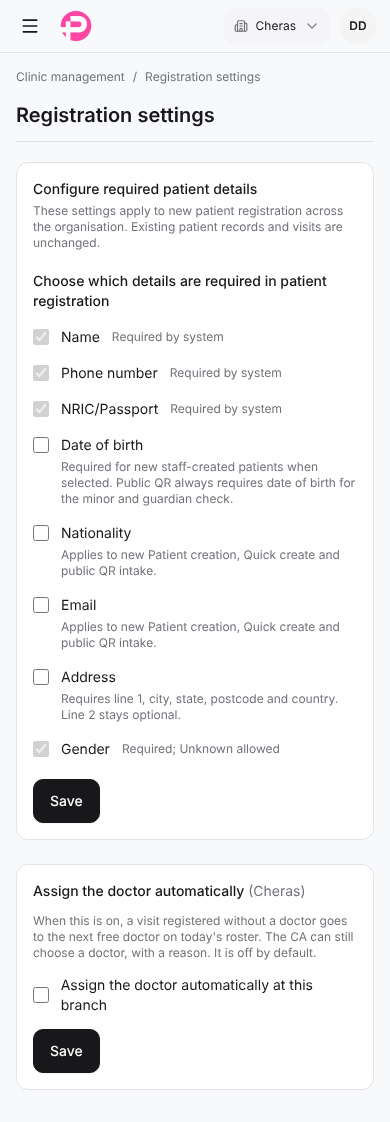 Cheras
DD
Clinic management / Registration settings
Registration settings
Configure required patient details
These settings apply to new patient registration across
the organisation. Existing patient records and visits are
unchanged.
Choose which details are required in patient
registration
Name Required by system
Phone number Required by system
NRIC/Passport Required by system
Date of birth
Required for new staff-created patients when
selected. Public QR always requires date of birth for
the minor and guardian check.
Nationality
Applies to new Patient creation, Quick create and
public QR intake.
Email
Applies to new Patient creation, Quick create and
public QR intake.
Address
Requires line 1, city, state, postcode and country.
Line 2 stays optional.
Gender Required; Unknown allowed
Save
Assign the doctor automatically (Cheras)
When this is on, a visit registered without a doctor goes
to the next free doctor on today's roster. The CA can still
choose a doctor, with a reason. It is off by default.
Assign the doctor automatically at this
branch
Save